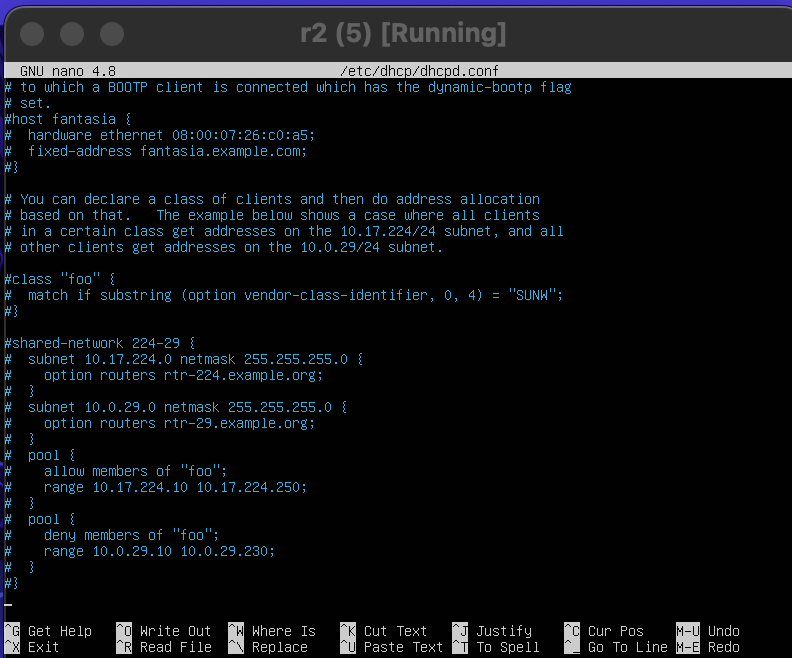 r2 (5) [Running]
GNU nano 4.8 /etc/dhcp/dhcpd.conf
# to which a BOOTP client is connected which has the dynamic-bootp flag
# set.
#host fantasia {
#  hardware ethernet 08:00:07:26:c0:a5;
#  fixed-address fantasia.example.com;
#}
# You can declare a class of clients and then do address allocation
# based on that.   The example below shows a case where all clients
# in a certain class get addresses on the 10.17.224/24 subnet, and all
# other clients get addresses on the 10.0.29/24 subnet.
#class "foo" {
#  match if substring (option vendor-class-identifier, 0, 4) = "SUNW";
#}
#shared-network 224-29 {
#  subnet 10.17.224.0 netmask 255.255.255.0 {
#    option routers rtr-224.example.org;
#  }
#  subnet 10.0.29.0 netmask 255.255.255.0 {
#    option routers rtr-29.example.org;
#  }
#  pool {
#    allow members of "foo";
#    range 10.17.224.10 10.17.224.250;
#  }
#  pool {
#    deny members of "foo";
#    range 10.0.29.10 10.0.29.230;
#  }
#}
^G Get Help ^O Write Out ^W Where Is ^K Cut Text ^J Justify ^C Cur Pos M-U Undo
^X Exit ^R Read File ^\ Replace ^U Paste Text ^T To Spell ^_ Go To Line M-E Redo